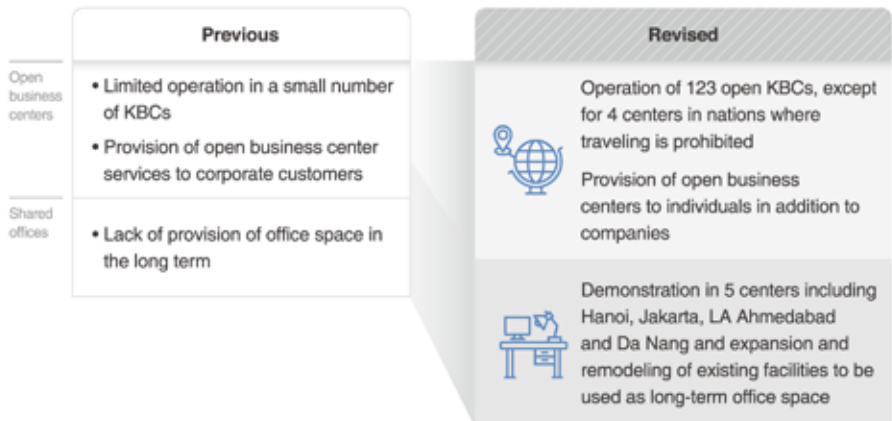 Previous
Revised
Open
business
centers
• Limited operation in a small number
of KBCs
• Provision of open business center
services to corporate customers
Operation of 123 open KBCs, except
for 4 centers in nations where
traveling is prohibited
Provision of open business
centers to individuals in addition to
companies
Shared
offices
• Lack of provision of office space in
the long term
Demonstration in 5 centers including
Hanoi, Jakarta, LA Ahmedabad
and Da Nang and expansion and
remodeling of existing facilities to be
used as long-term office space